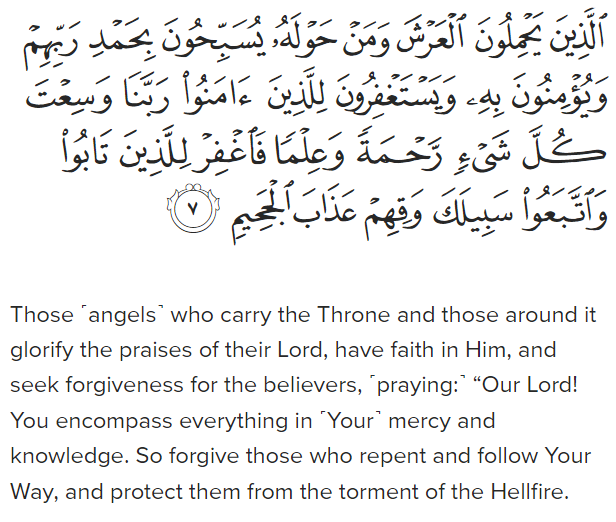 ٱلَّذِينَ يَحْمِلُونَ ٱلْعَرْشَ وَمَنْ حَوْلَهُۥ يُسَبِّحُونَ بِحَمْدِ رَبِّهِمْ
وَيُؤْمِنُونَ بِهِۦ وَيَسْتَغْفِرُونَ لِلَّذِينَ ءَامَنُوا۟ رَبَّنَا وَسِعْتَ
كُلَّ شَىْءٍ رَّحْمَةً وَعِلْمًا فَٱغْفِرْ لِلَّذِينَ تَابُوا۟
وَٱتَّبَعُوا۟ سَبِيلَكَ وَقِهِمْ عَذَابَ ٱلْجَحِيمِ ٧
Those ˹angels˺ who carry the Throne and those around it
glorify the praises of their Lord, have faith in Him, and
seek forgiveness for the believers, ˹praying:˺ “Our Lord!
You encompass everything in ˹Your˺ mercy and
knowledge. So forgive those who repent and follow Your
Way, and protect them from the torment of the Hellfire.